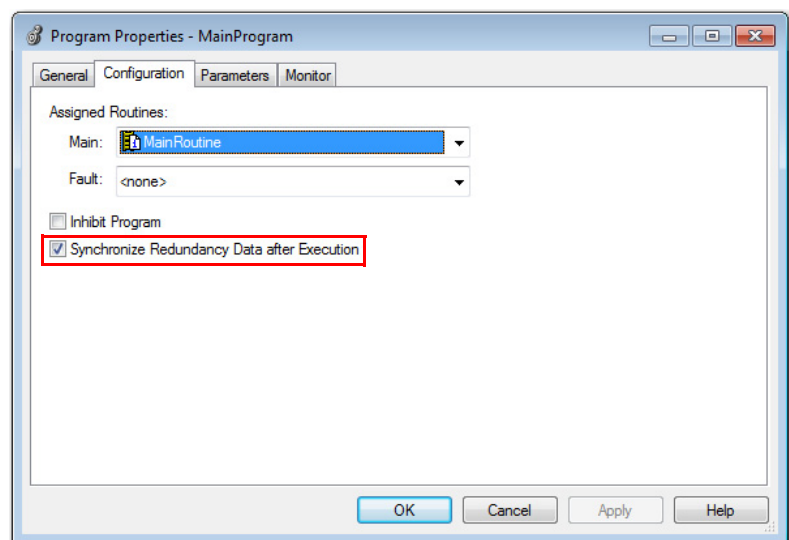 Program Properties - MainProgram
General Configuration Parameters Monitor
Assigned Routines:
Main: MainRoutine
Fault: <none>
Inhibit Program
Synchronize Redundancy Data after Execution
OK Cancel Apply Help